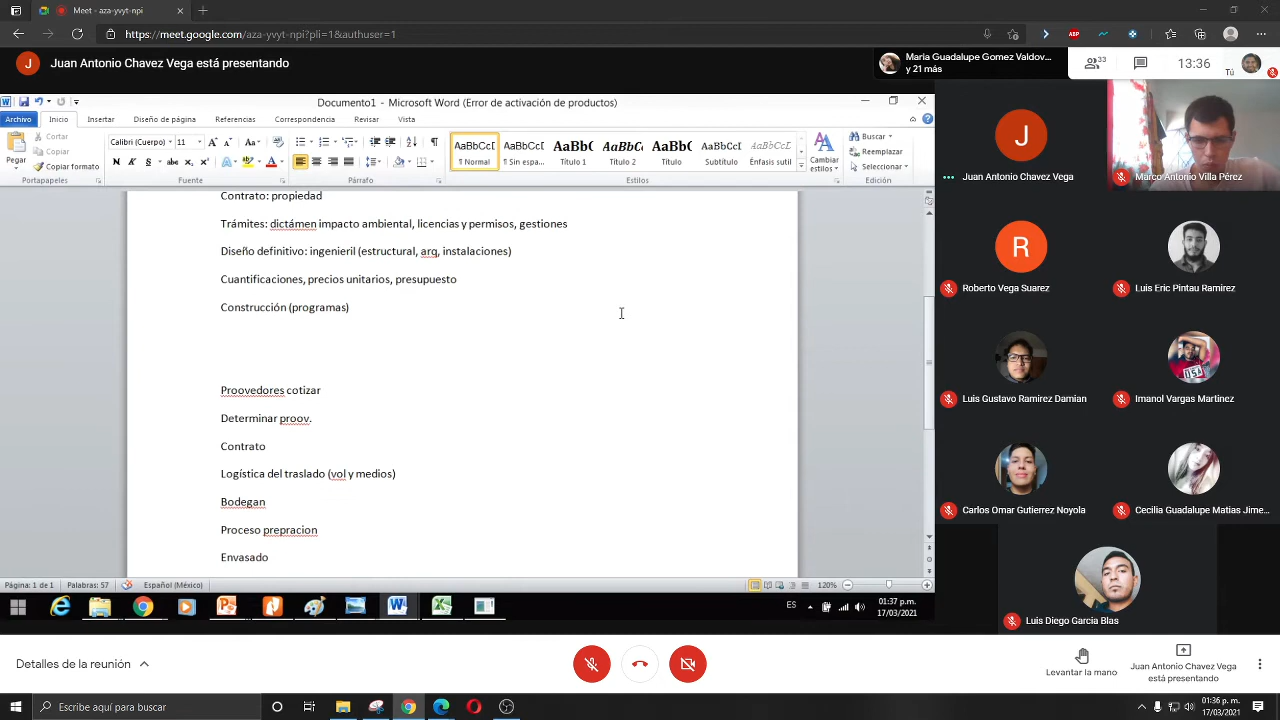 Meet - aza-yyyt-npi
https://meet.google.com/aza-yyyt-npi?pli=1&authuser=1
J
Juan Antonio Chavez Vega está presentando
Maria Guadalupe Gomez Valdov...
y 21 más
33
13:36
Tú
Documento1 - Microsoft Word (Error de activación de productos)
Archivo
Inicio
Insertar
Diseño de página
Referencias
Correspondencia
Revisar
Vista
Pegar
Cortar
Copiar
Copiar formato
Portapapeles
Calibri (Cuerpo)
11
Fuente
Párrafo
AaBbCcI
¶ Normal
AaBbCcI
¶ Sin espa...
AaBbC
Título 1
AaBbCc
Título 2
AaBbC
Título
AaBbCcI
Subtítulo
AaBbCcI
Énfasis sutil
Estilos
Cambiar
estilos
Buscar
Reemplazar
Seleccionar
Edición
Contrato: propiedad
Trámites: dictámen impacto ambiental, licencias y permisos, gestiones
Diseño definitivo: ingenieril (estructural, arq, instalaciones)
Cuantificaciones, precios unitarios, presupuesto
Construcción (programas)
Proovedores cotizar
Determinar proov.
Contrato
Logística del traslado (vol y medios)
Bodegan
Proceso prepracion
Envasado
Página: 1 de 1
Palabras: 57
Español (México)
120%
ES
01:37 p.m.
17/03/2021
J
Juan Antonio Chavez Vega
Marco Antonio Villa Pérez
R
Roberto Vega Suarez
Luis Eric Pintau Ramirez
Luis Gustavo Ramirez Damian
Imanol Vargas Martinez
Carlos Omar Gutierrez Noyola
Cecilia Guadalupe Matias Jime...
Luis Diego Garcia Blas
Detalles de la reunión
Levantar la mano
Juan Antonio Chavez Vega
está presentando
Escribe aquí para buscar
01:36 p.m.
17/03/2021